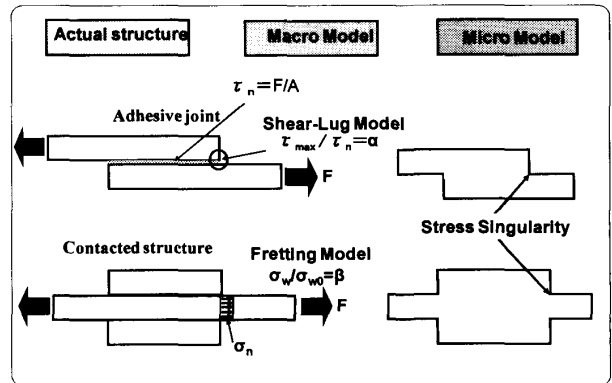 Actual structure
Macro Model
Micro Model
τ n=F/A
Adhesive joint
Shear-Lug Model
τ max / τ n=α
F
Stress Singularity
Contacted structure
Fretting Model
σw/σw0=β
F
σn